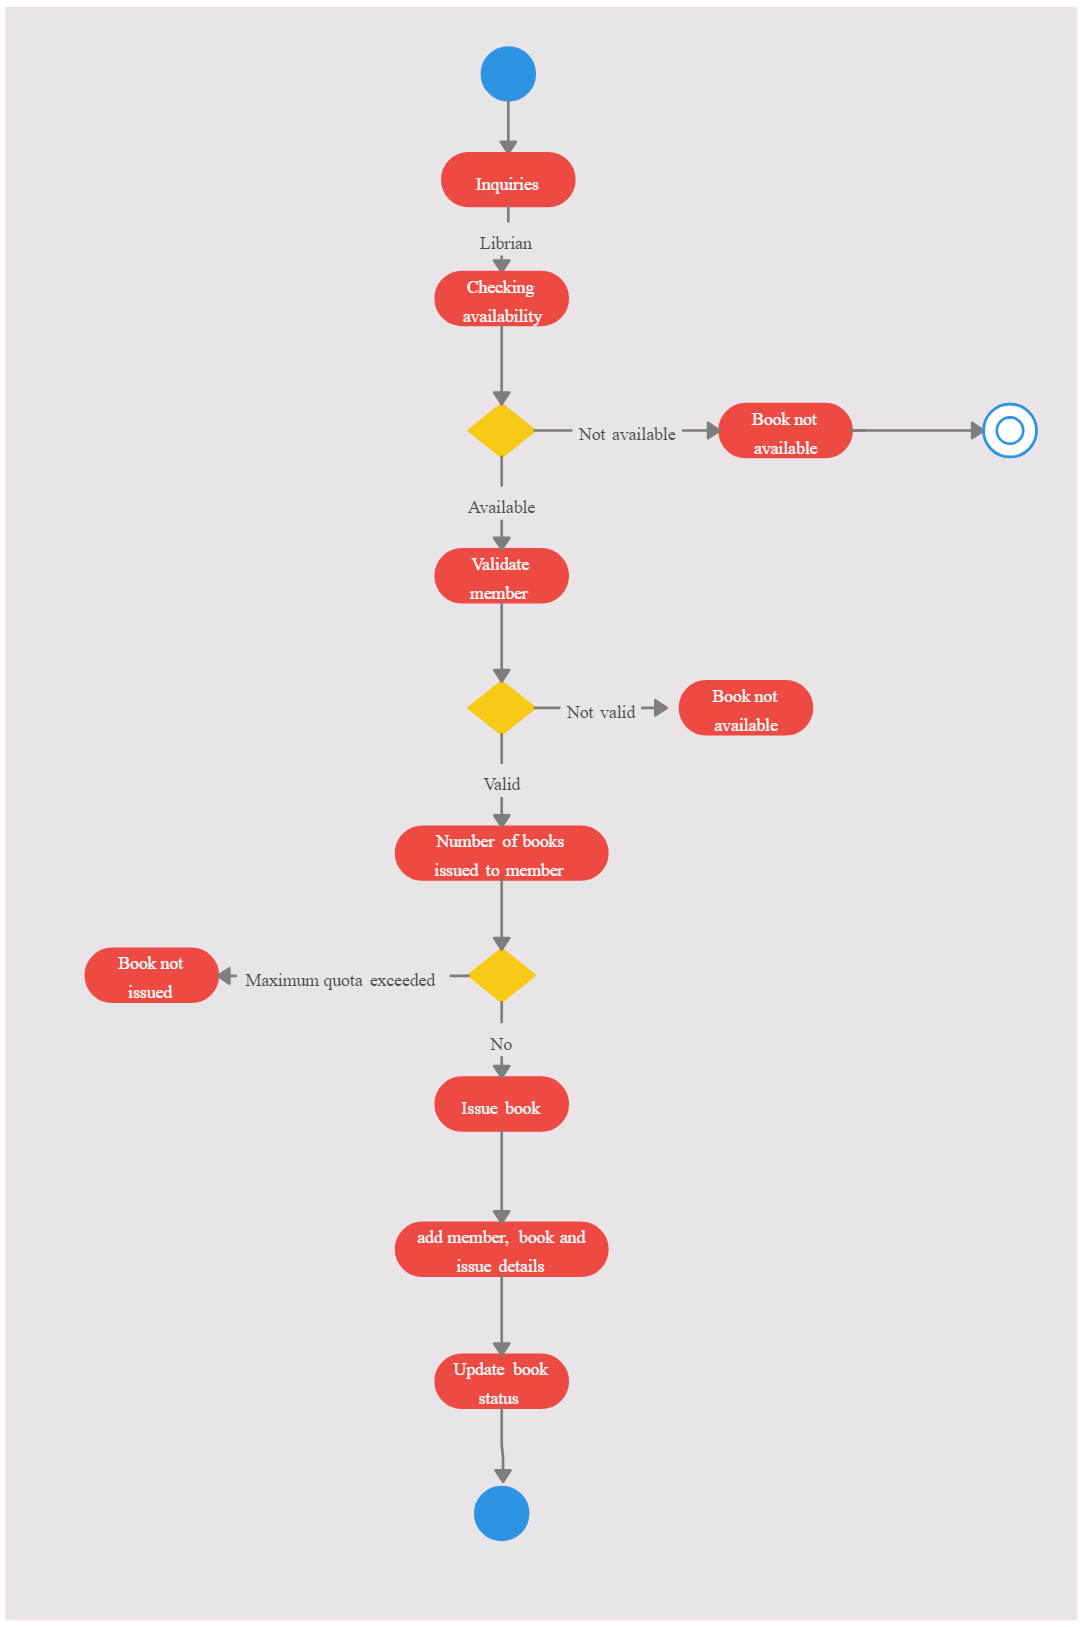 Inquiries
Librian
Checking
availability
Not available
Book not
available
Available
Validate
member
Not valid
Book not
available
Valid
Number of books
issued to member
Book not
issued
Maximum quota exceeded
No
Issue book
add member, book and
issue details
Update book
status